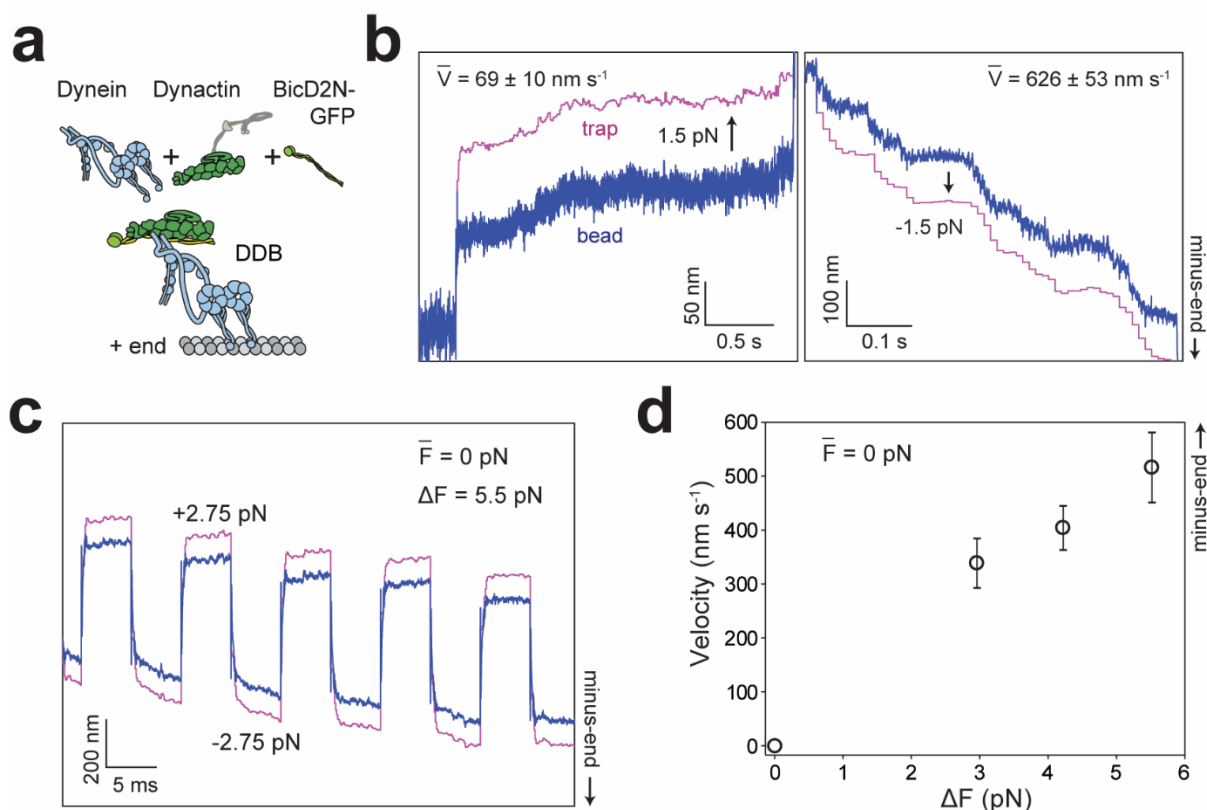 a
Dynein
Dynactin
BicD2N-
GFP
+
+
DDB
+ end
b
V̅ = 69 ± 10 nm s⁻¹
trap
1.5 pN
bead
50 nm
0.5 s
V̅ = 626 ± 53 nm s⁻¹
-1.5 pN
100 nm
0.1 s
minus-end
c
F̅ = 0 pN
ΔF = 5.5 pN
+2.75 pN
-2.75 pN
200 nm
5 ms
minus-end
d
F̅ = 0 pN
Velocity (nm s⁻¹)
600
500
400
300
200
100
0
0 1 2 3 4 5 6
ΔF (pN)
minus-end